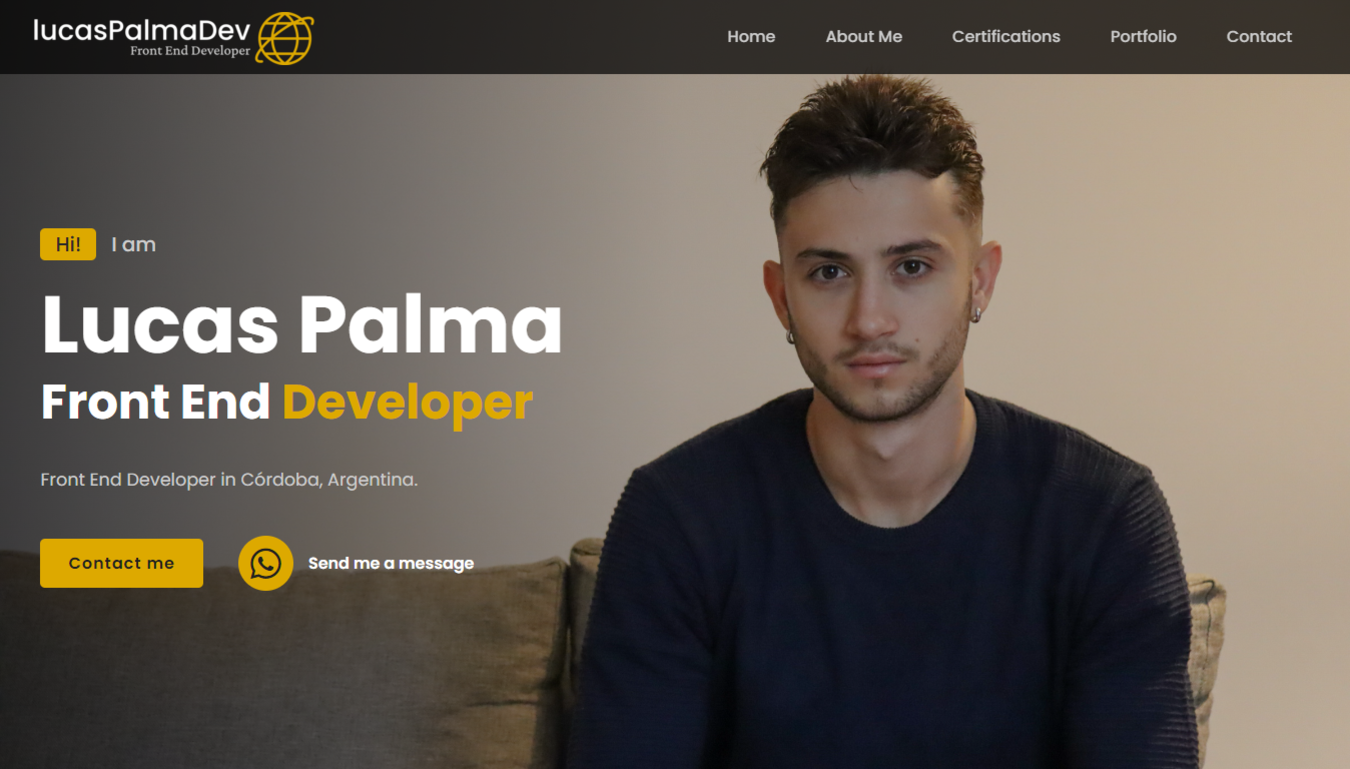 lucasPalmaDev
Front End Developer
Home About Me Certifications Portfolio Contact
Hi! I am
Lucas Palma
Front End Developer
Front End Developer in Córdoba, Argentina.
Contact me
Send me a message